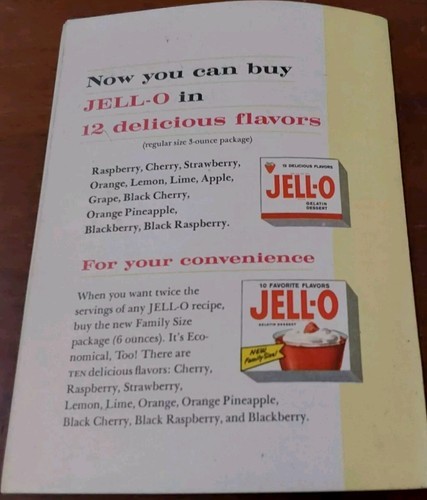 Now you can buy
JELL-O in
12 delicious flavors
(regular size 3-ounce package)
Raspberry, Cherry, Strawberry,
Orange, Lemon, Lime, Apple,
Grape, Black Cherry,
Orange Pineapple,
Blackberry, Black Raspberry.
12 DELICIOUS FLAVORS
JELL-O
GELATIN
DESSERT
For your convenience
When you want twice the
servings of any JELL-O recipe,
buy the new Family Size
package (6 ounces). It's Eco-
nomical, Too! There are
TEN delicious flavors: Cherry,
Raspberry, Strawberry,
Lemon, Lime, Orange, Orange Pineapple,
Black Cherry, Black Raspberry, and Blackberry.
10 FAVORITE FLAVORS
JELL-O
GELATIN DESSERT
NEW
Family Size!